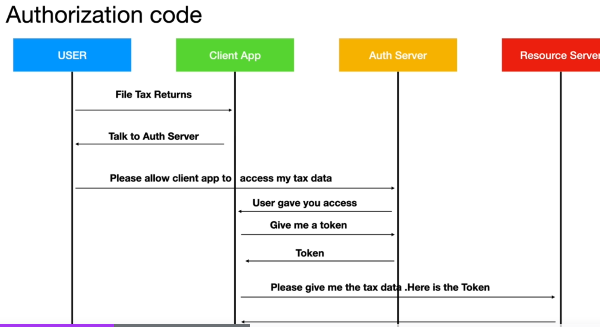 Authorization code
USER
Client App
Auth Server
Resource Server
File Tax Returns
Talk to Auth Server
Please allow client app to access my tax data
User gave you access
Give me a token
Token
Please give me the tax data .Here is the Token